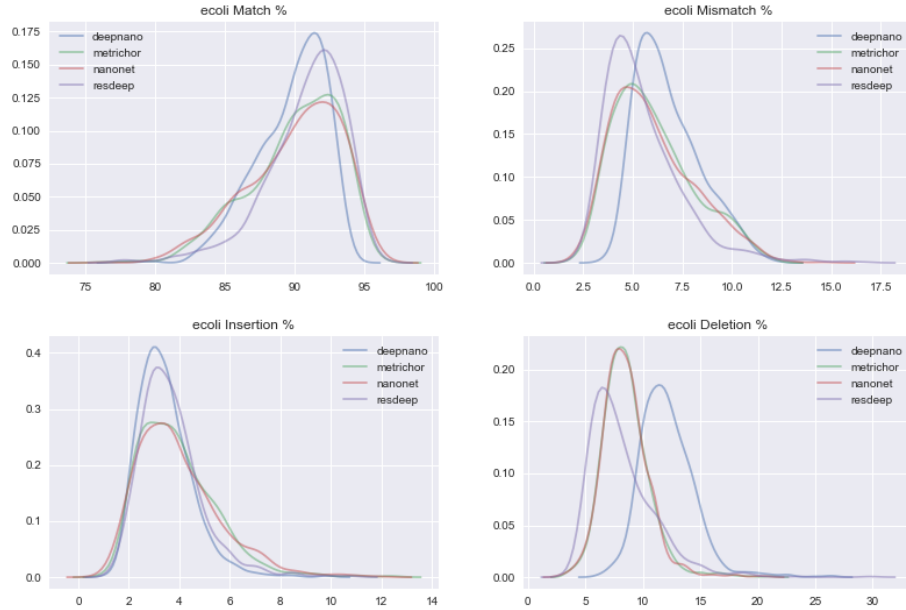 ecoli Match %
deepnano
metrichor
nanonet
resdeep
0.175
0.150
0.125
0.100
0.075
0.050
0.025
0.000
75 80 85 90 95 100
ecoli Mismatch %
deepnano
metrichor
nanonet
resdeep
0.25
0.20
0.15
0.10
0.05
0.00
0.0 2.5 5.0 7.5 10.0 12.5 15.0 17.5
ecoli Insertion %
deepnano
metrichor
nanonet
resdeep
0.4
0.3
0.2
0.1
0.0
0 2 4 6 8 10 12 14
ecoli Deletion %
deepnano
metrichor
nanonet
resdeep
0.20
0.15
0.10
0.05
0.00
0 5 10 15 20 25 30